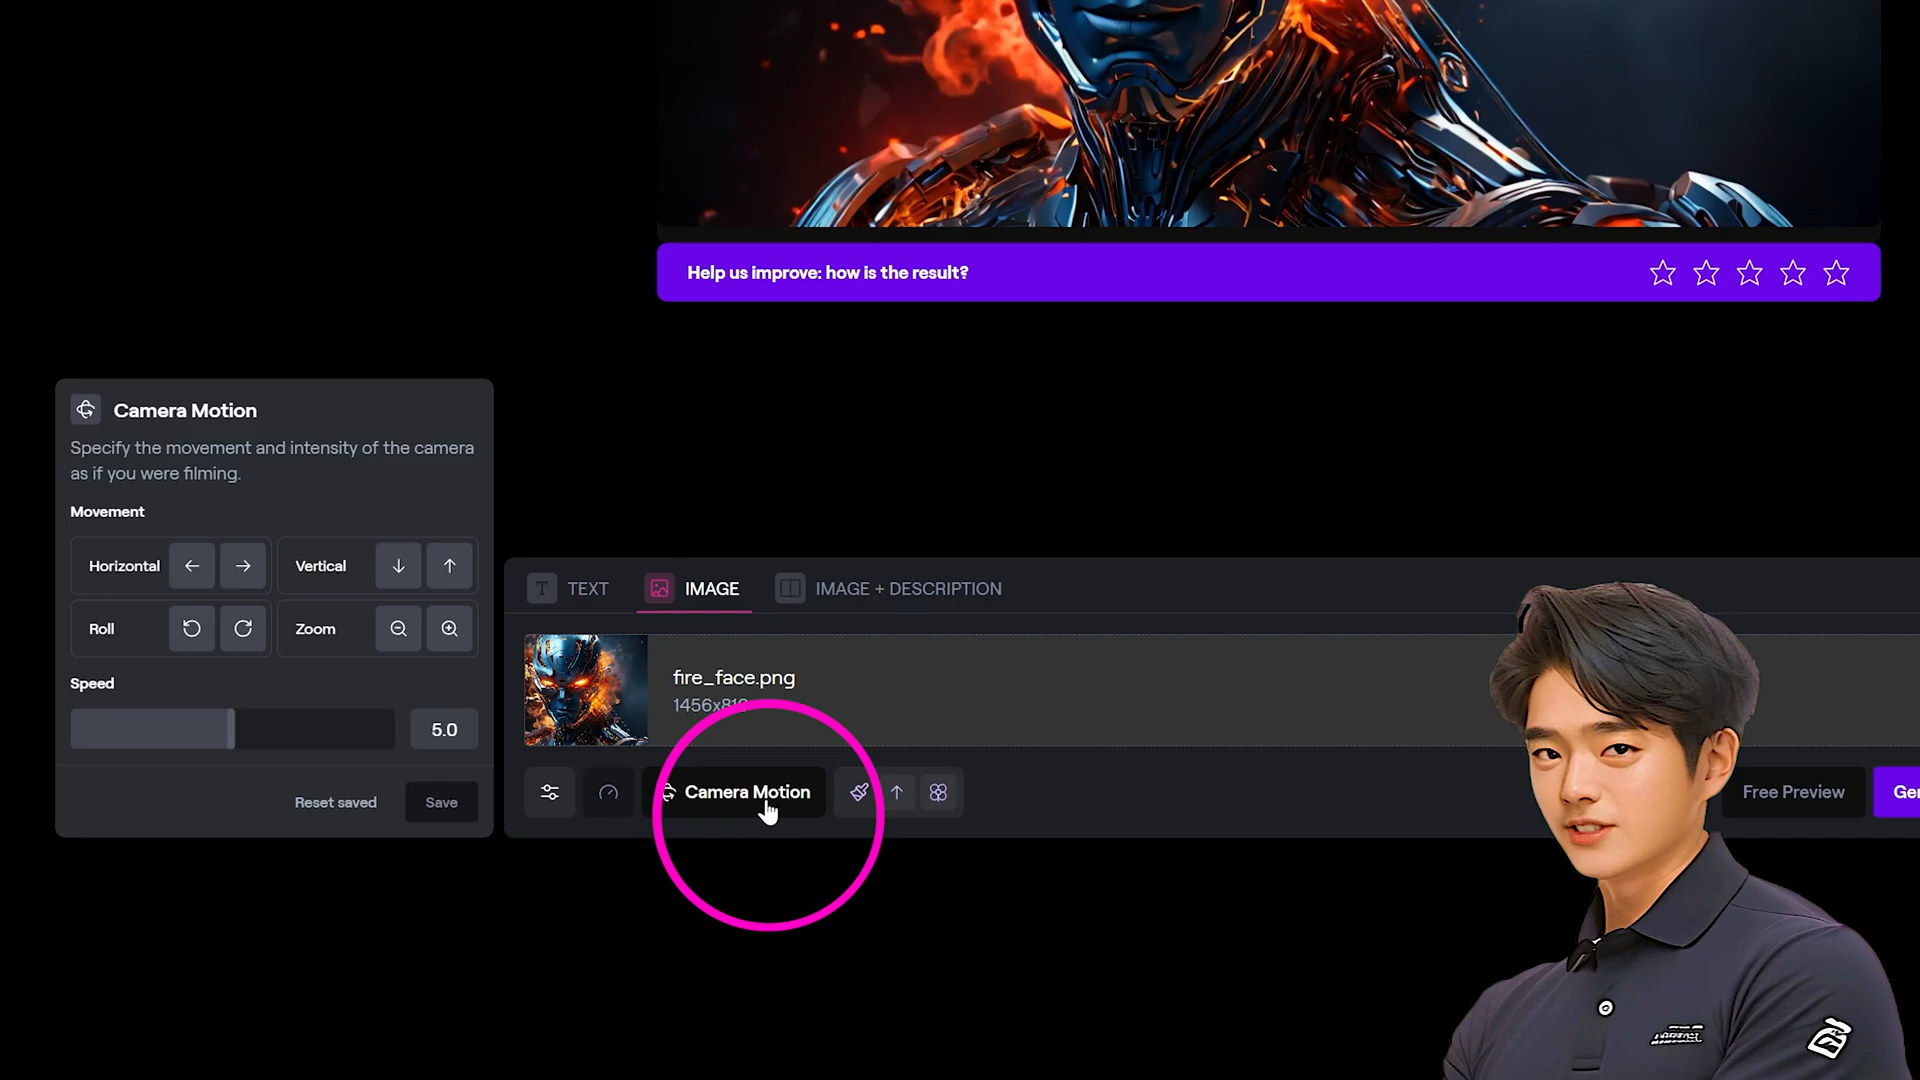 Help us improve: how is the result?
Camera Motion
Specify the movement and intensity of the camera
as if you were filming.
Movement
Horizontal
Vertical
Roll
Zoom
Speed
5.0
Reset saved
Save
T TEXT
IMAGE
IMAGE + DESCRIPTION
fire_face.png
Camera Motion
Free Preview